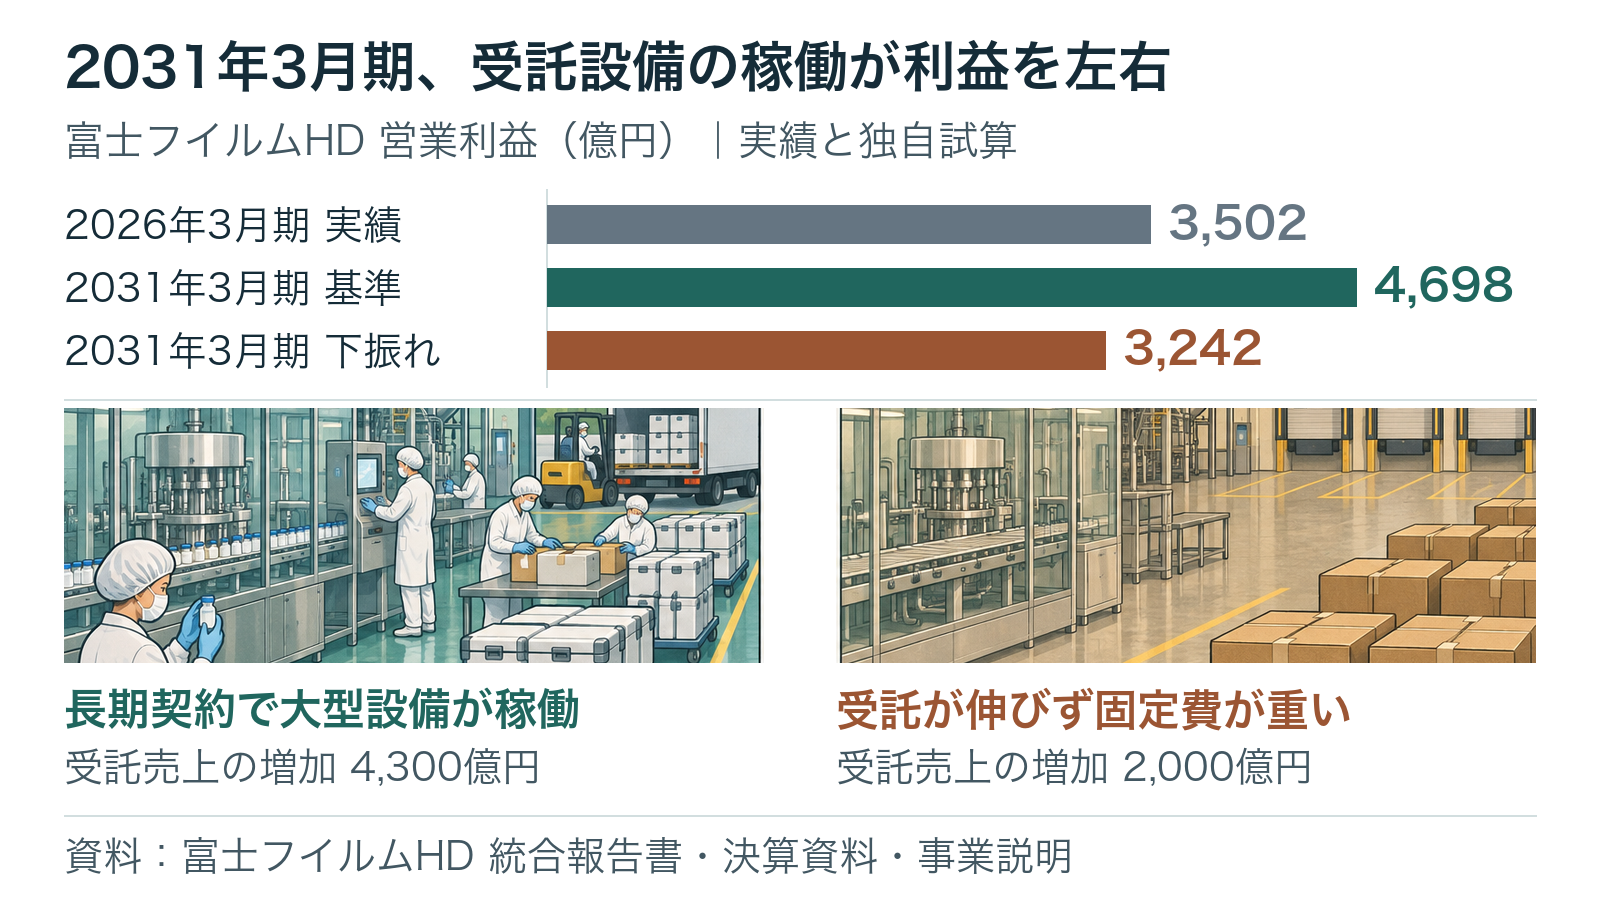 2031年3月期、受託設備の稼働が利益を左右
富士フイルムHD 営業利益（億円）｜実績と独自試算
2026年3月期 実績 3,502
2031年3月期 基準 4,698
2031年3月期 下振れ 3,242
長期契約で大型設備が稼働
受託売上の増加 4,300億円
受託が伸びず固定費が重い
受託売上の増加 2,000億円
資料：富士フイルムHD 統合報告書・決算資料・事業説明